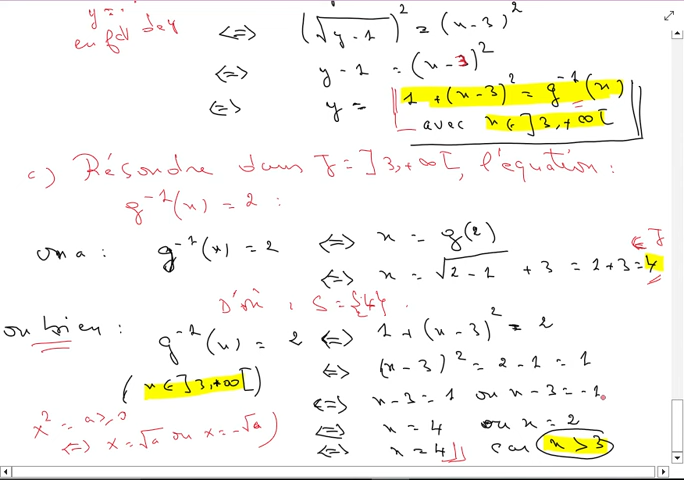 y = .
en fct de y
⟺ (√(y-1))² = (x-3)²
⟺ y-1 = (x-3)²
⟺ y = 1+(x-3)² = g⁻¹(x)
avec x∈]3,+∞[
c) Résoudre dans J=]3,+∞[, l'équation:
g⁻¹(x) = 2 :
on a : g⁻¹(x) = 2 ⟺ x = g(2)
⟺ x = √(2-1) + 3 = 1+3 = 4 ∈ J
D'où : S = {4}.
ou bien : g⁻¹(x) = 2 ⟺ 1+(x-3)² = 2
⟺ (x-3)² = 2-1 = 1
(x∈]3,+∞[) ⟺ x-3 = 1 ou x-3 = -1
x² = a ≥ 0 ⟺ x = 4 ou x = 2
⟺ x = √a ou x = -√a) ⟺ x = 4 car x > 3